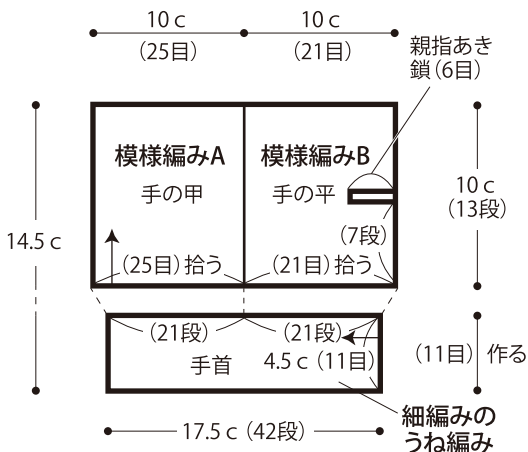 10 c
(25目)
10 c
(21目)
親指あき
鎖(6目)
模様編みA
手の甲
模様編みB
手の平
10 c
(13段)
14.5 c
(7段)
(25目)拾う
(21目)拾う
(21段)
(21段)
手首
4.5 c (11目)
(11目) 作る
細編みの
うね編み
17.5 c (42段)